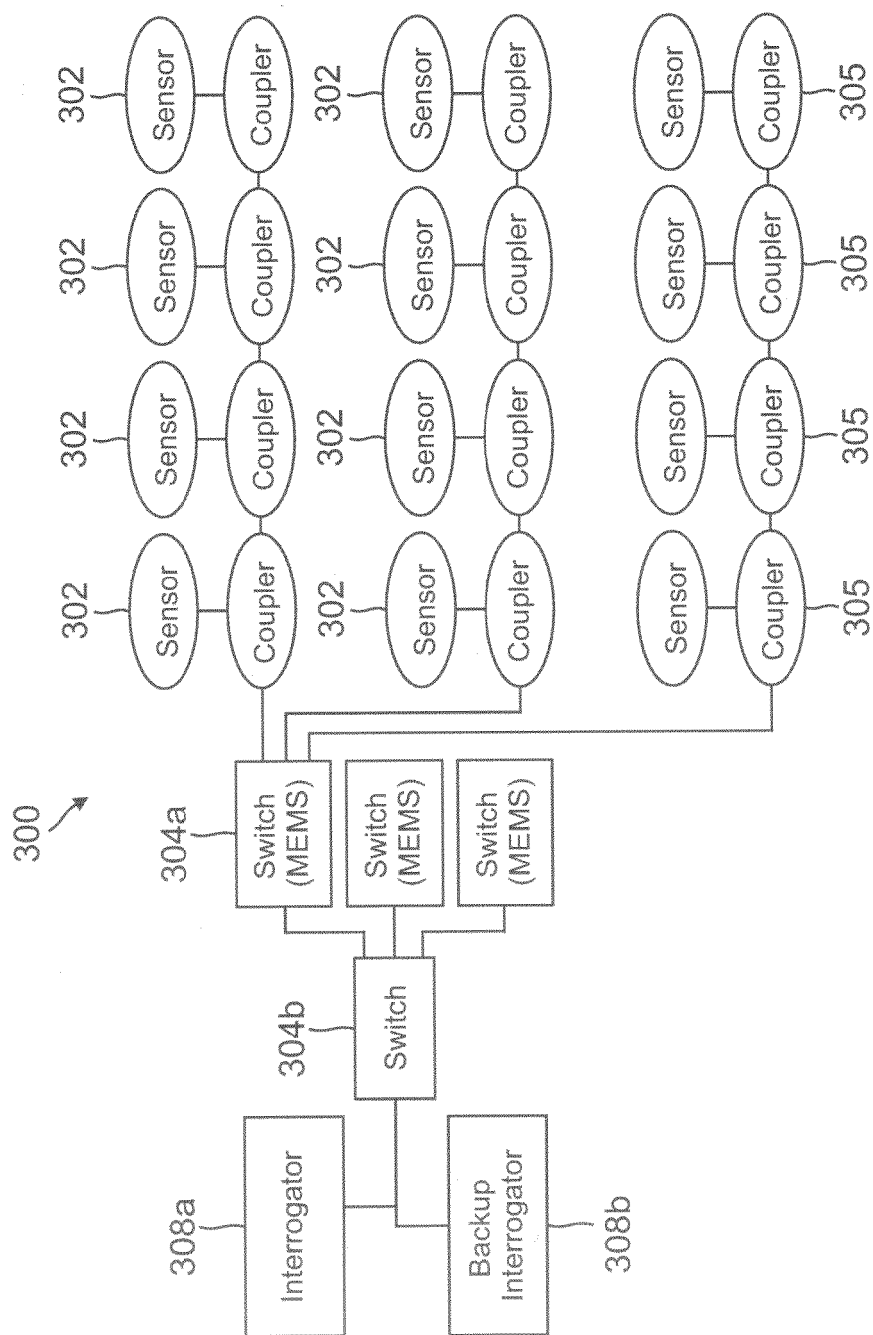 300
302
302
302
302
Sensor
Sensor
Sensor
Sensor
Coupler
Coupler
Coupler
Coupler
302
302
302
302
Sensor
Sensor
Sensor
Sensor
Coupler
Coupler
Coupler
Coupler
Sensor
Sensor
Sensor
Sensor
Coupler
Coupler
Coupler
Coupler
305
305
305
305
304a
Switch
(MEMS)
Switch
(MEMS)
Switch
(MEMS)
304b
Switch
308a
Interrogator
Backup
Interrogator
308b